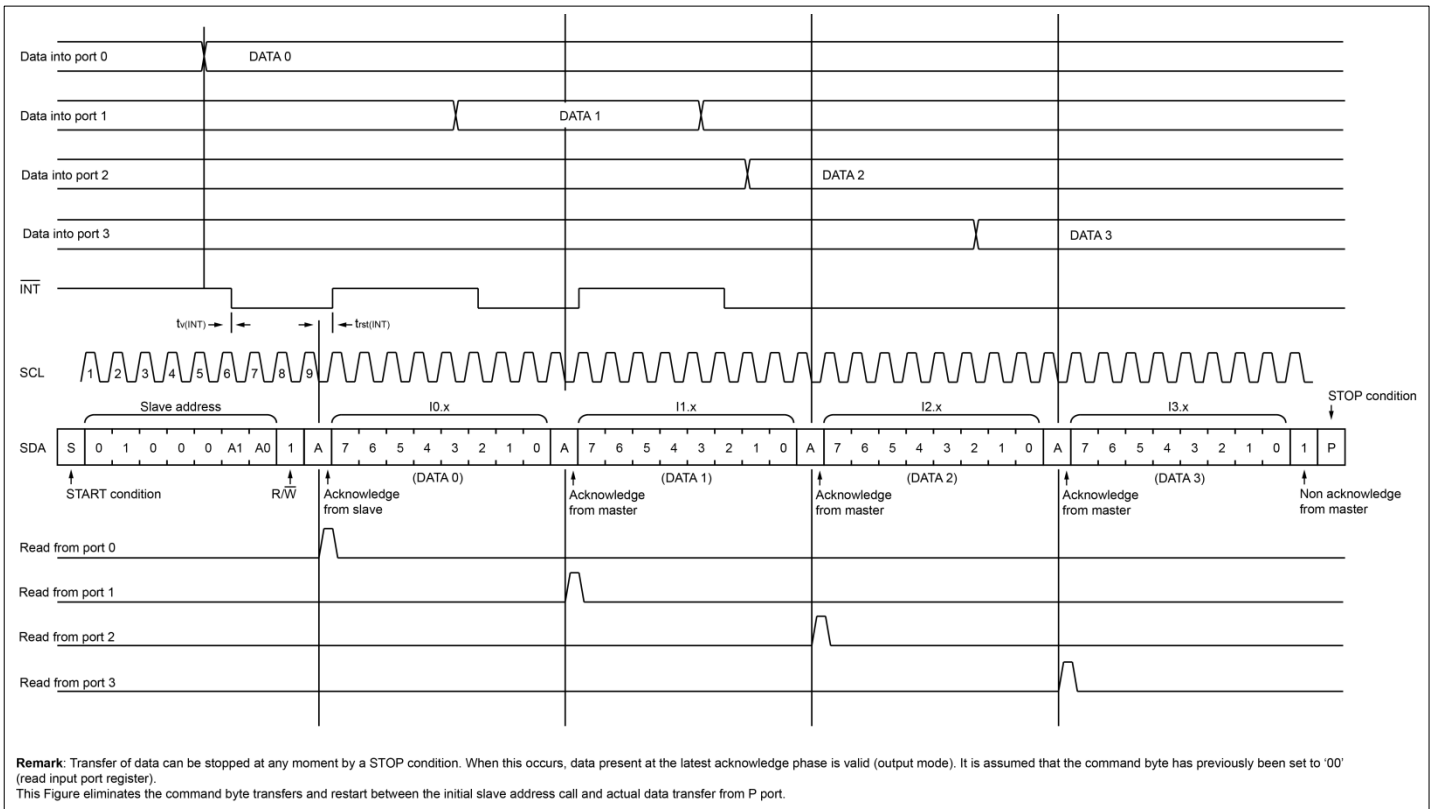 Data into port 0
DATA 0
Data into port 1
DATA 1
Data into port 2
DATA 2
Data into port 3
DATA 3
INT
tv(INT)
trst(INT)
SCL
1 2 3 4 5 6 7 8 9
Slave address
I0.x
I1.x
I2.x
I3.x
STOP condition
SDA
S 0 1 0 0 0 A1 A0 1 A 7 6 5 4 3 2 1 0 A 7 6 5 4 3 2 1 0 A 7 6 5 4 3 2 1 0 A 7 6 5 4 3 2 1 0 1 P
(DATA 0)
(DATA 1)
(DATA 2)
(DATA 3)
START condition
R/W
Acknowledge
from slave
Acknowledge
from master
Acknowledge
from master
Acknowledge
from master
Non acknowledge
from master
Read from port 0
Read from port 1
Read from port 2
Read from port 3
Remark: Transfer of data can be stopped at any moment by a STOP condition. When this occurs, data present at the latest acknowledge phase is valid (output mode). It is assumed that the command byte has previously been set to ‘00’
(read input port register).
This Figure eliminates the command byte transfers and restart between the initial slave address call and actual data transfer from P port.